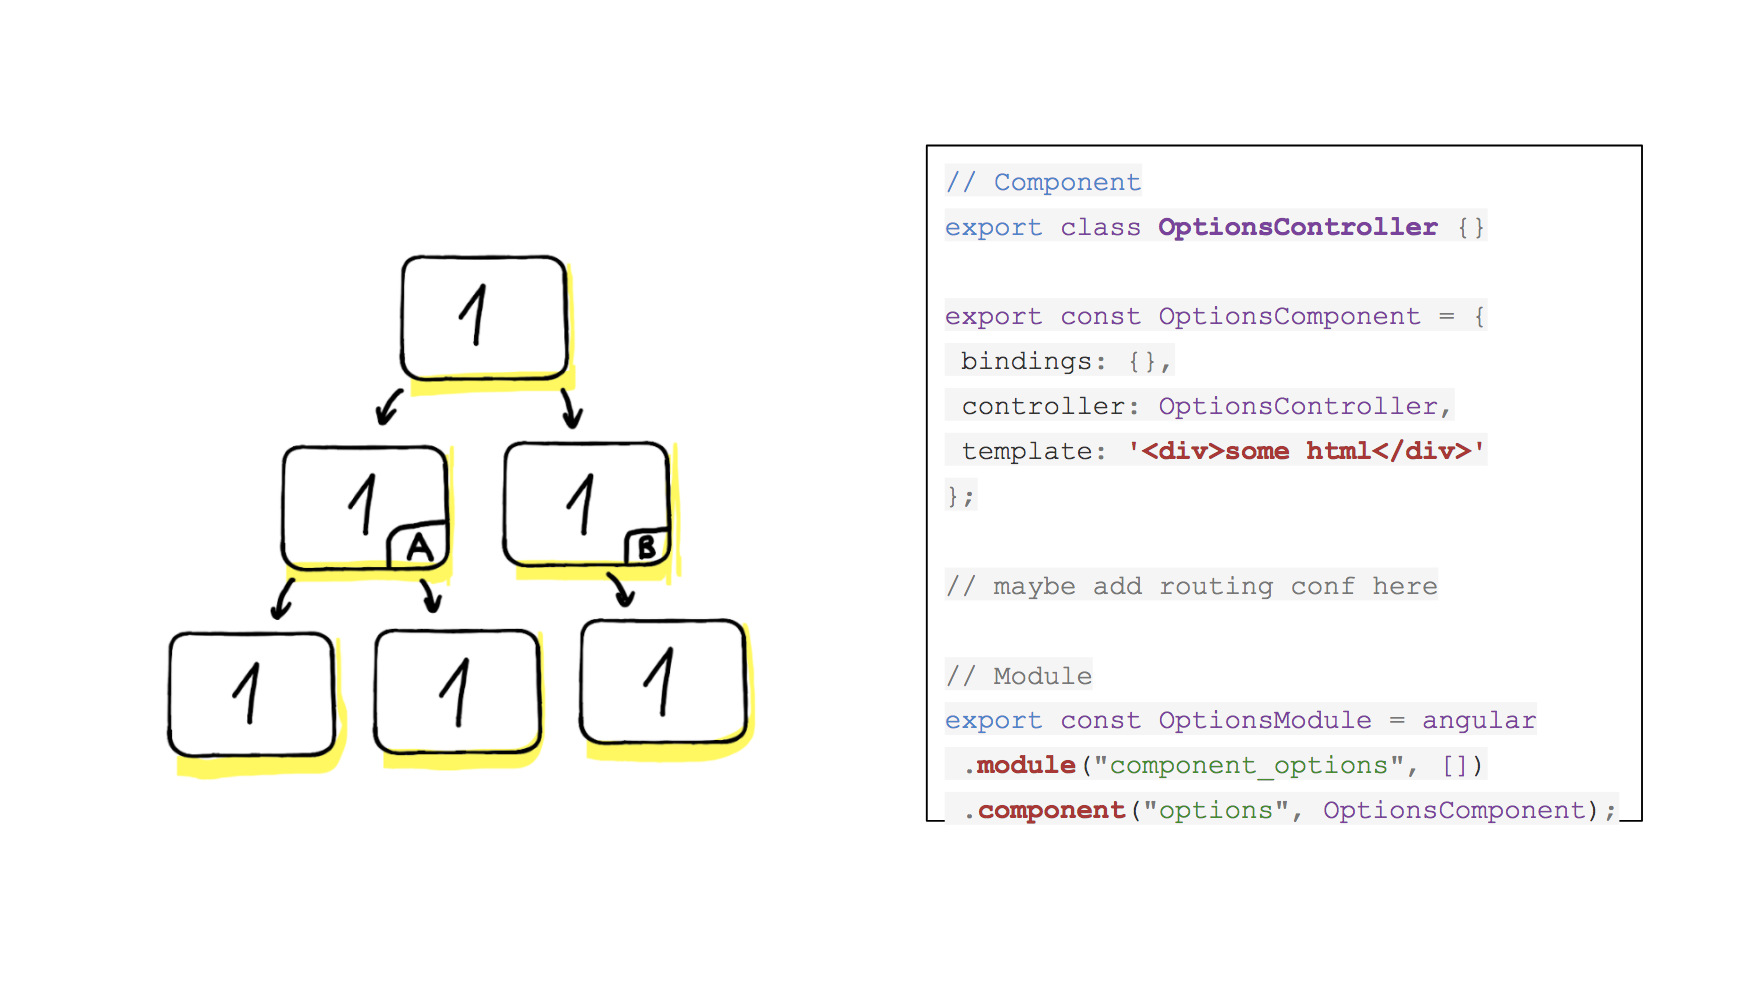 1
1
A
1
B
1
1
1
// Component
export class OptionsController {}
export const OptionsComponent = {
bindings: {},
controller: OptionsController,
template: '<div>some html</div>'
};
// maybe add routing conf here
// Module
export const OptionsModule = angular
.module("component_options", [])
.component("options", OptionsComponent);